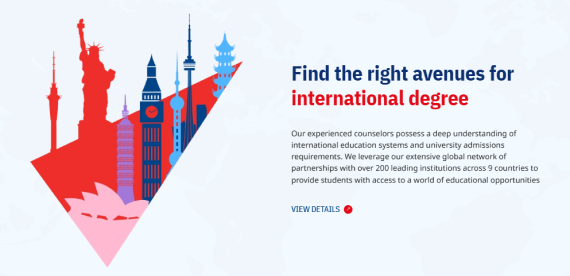 Find the right avenues for
international degree
Our experienced counselors possess a deep understanding of
international education systems and university admissions
requirements. We leverage our extensive global network of
partnerships with over 200 leading institutions across 9 countries to
provide students with access to a world of educational opportunities
VIEW DETAILS